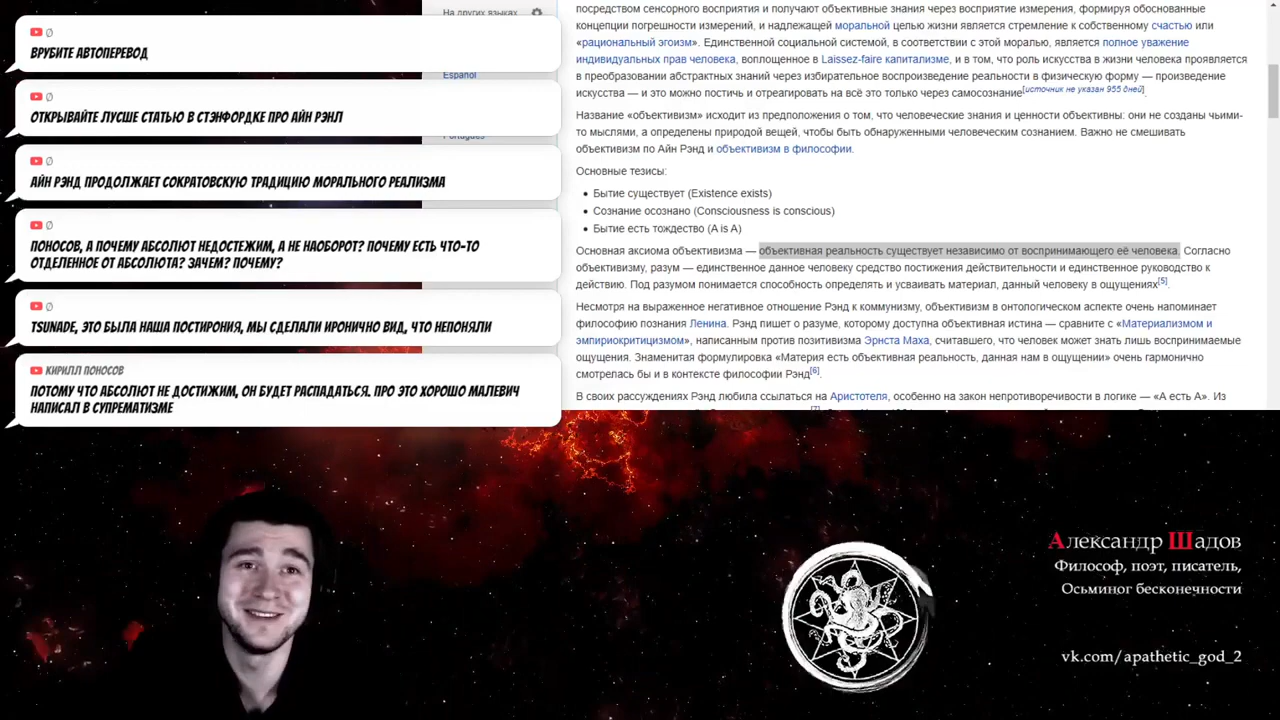 На других языках
Ø
ВРУБИТЕ АВТОПЕРЕВОД
Español
Ø
ОТКРЫВАЙТЕ ЛУСШЕ СТАТЬЮ В СТЭНФОРДКЕ ПРО АЙН РЭНЛ
Ø
АЙН РЭНД ПРОДОЛЖАЕТ СОКРАТОВСКУЮ ТРАДИЦИЮ МОРАЛЬНОГО РЕАЛИЗМА
Ø
ПОНОСОВ, А ПОЧЕМУ АБСОЛЮТ НЕДОСТЕЖИМ, А НЕ НАОБОРОТ? ПОЧЕМУ ЕСТЬ ЧТО-ТО
ОТДЕЛЕННОЕ ОТ АБСОЛЮТА? ЗАЧЕМ? ПОЧЕМУ?
Ø
TSUNADE, ЭТО БЫЛА НАША ПОСТИРОНИЯ, МЫ СДЕЛАЛИ ИРОНИЧНО ВИД, ЧТО НЕПОНЯЛИ
КИРИЛЛ ПОНОСОВ
ПОТОМУ ЧТО АБСОЛЮТ НЕ ДОСТИЖИМ, ОН БУДЕТ РАСПАДАТЬСЯ. ПРО ЭТО ХОРОШО МАЛЕВИЧ
НАПИСАЛ В СУПРЕМАТИЗМЕ
посредством сенсорного восприятия и получают объективные знания через восприятие измерения, формируя обоснованные
концепции погрешности измерений, и надлежащей моральной целью жизни является стремление к собственному счастью или
«рациональный эгоизм». Единственной социальной системой, в соответствии с этой моралью, является полное уважение
индивидуальных прав человека, воплощенное в Laissez-faire капитализме, и в том, что роль искусства в жизни человека проявляется
в преобразовании абстрактных знаний через избирательное воспроизведение реальности в физическую форму — произведение
искусства — и это можно постичь и отреагировать на всё это только через самосознание[источник не указан 955 дней].
Название «объективизм» исходит из предположения о том, что человеческие знания и ценности объективны: они не созданы чьими-
то мыслями, а определены природой вещей, чтобы быть обнаруженными человеческим сознанием. Важно не смешивать
объективизм по Айн Рэнд и объективизм в философии.
Основные тезисы:
• Бытие существует (Existence exists)
• Сознание осознано (Consciousness is conscious)
• Бытие есть тождество (A is A)
Основная аксиома объективизма — объективная реальность существует независимо от воспринимающего её человека. Согласно
объективизму, разум — единственное данное человеку средство постижения действительности и единственное руководство к
действию. Под разумом понимается способность определять и усваивать материал, данный человеку в ощущениях[5].
Несмотря на выраженное негативное отношение Рэнд к коммунизму, объективизм в онтологическом аспекте очень напоминает
философию познания Ленина. Рэнд пишет о разуме, которому доступна объективная истина — сравните с «Материализмом и
эмпириокритицизмом», написанным против позитивизма Эрнста Маха, считавшего, что человек может знать лишь воспринимаемые
ощущения. Знаменитая формулировка «Материя есть объективная реальность, данная нам в ощущении» очень гармонично
смотрелась бы и в контексте философии Рэнд[6].
В своих рассуждениях Рэнд любила ссылаться на Аристотеля, особенно на закон непротиворечивости в логике — «А есть А». Из
Александр Шадов
Философ, поэт, писатель,
Осьминог бесконечности
vk.com/apathetic_god_2